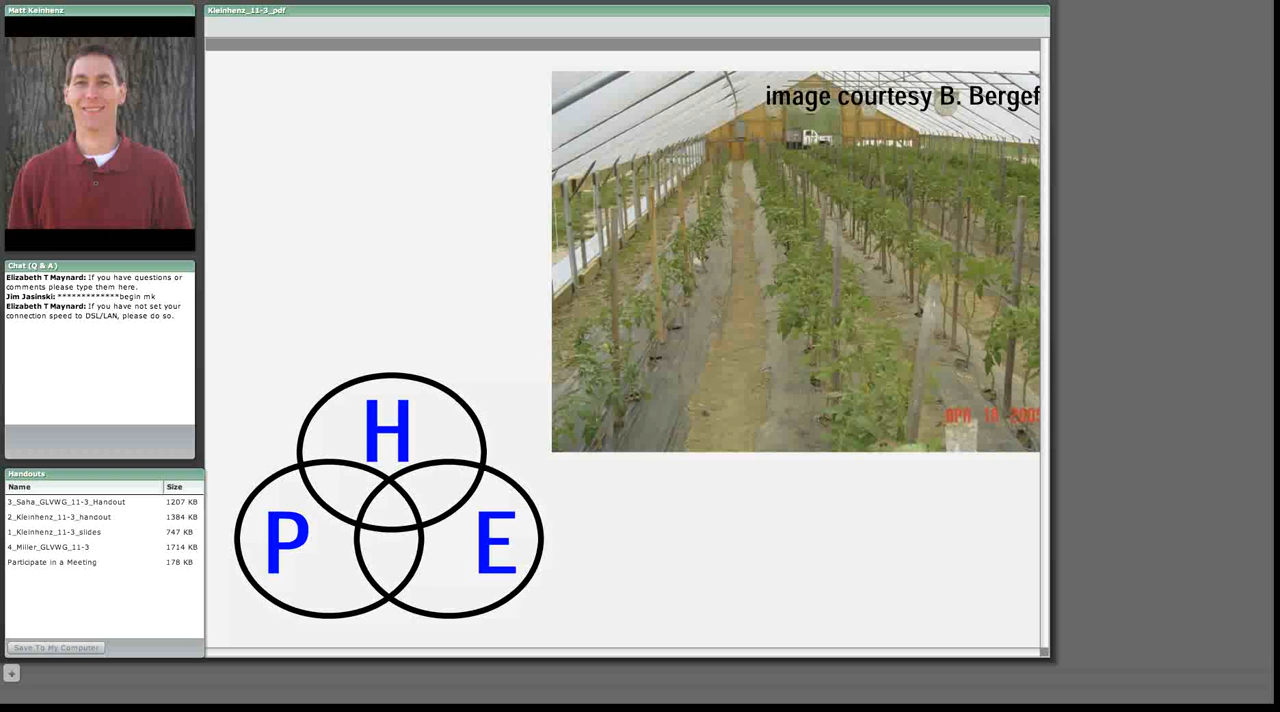 Matt Keinhenz
Chat (Q & A)
Elizabeth T Maynard: If you have questions or
comments please type them here.
Jim Jasinski: *************begin mk
Elizabeth T Maynard: If you have not set your
connection speed to DSL/LAN, please do so.
Handouts
Name Size
3_Saha_GLVWG_11-3_Handout 1207 KB
2_Kleinhenz_11-3_handout 1384 KB
1_Kleinhenz_11-3_slides 747 KB
4_Miller_GLVWG_11-3 1714 KB
Participate in a Meeting 178 KB
Save To My Computer
Kleinhenz_11-3_pdf
image courtesy B. Bergef
H
P E